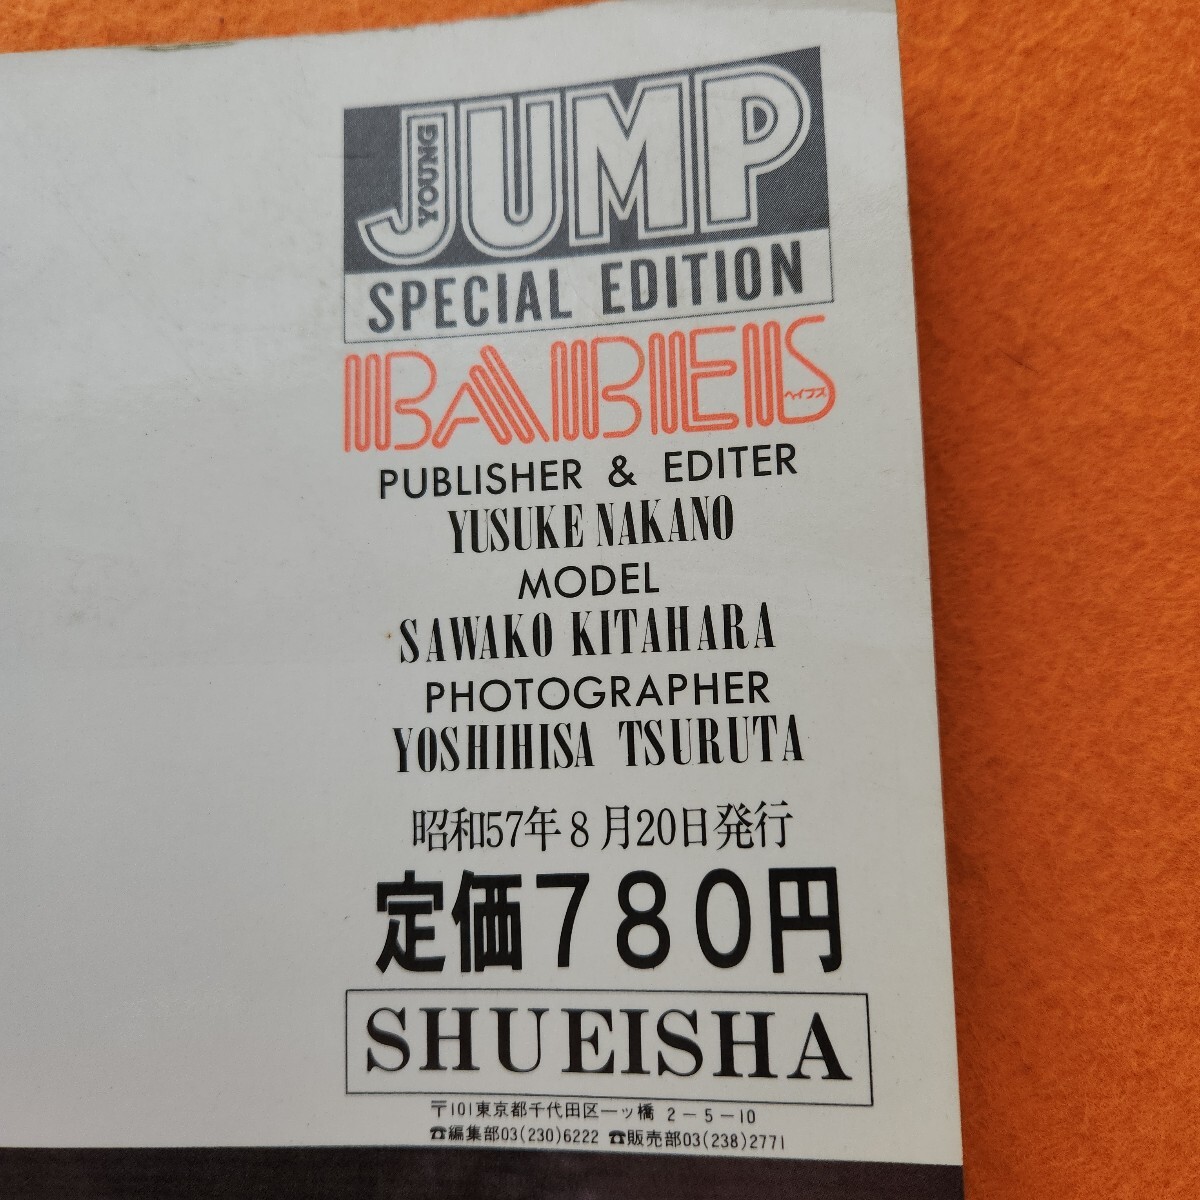 YOUNG JUMP
SPECIAL EDITION
BABES
ベイブス
PUBLISHER & EDITER
YUSUKE NAKANO
MODEL
SAWAKO KITAHARA
PHOTOGRAPHER
YOSHIHISA TSURUTA
昭和57年8月20日発行
定価780円
SHUEISHA
〒101東京都千代田区一ッ橋 2-5-10
☎編集部03(230)6222 ☎販売部03(238)2771